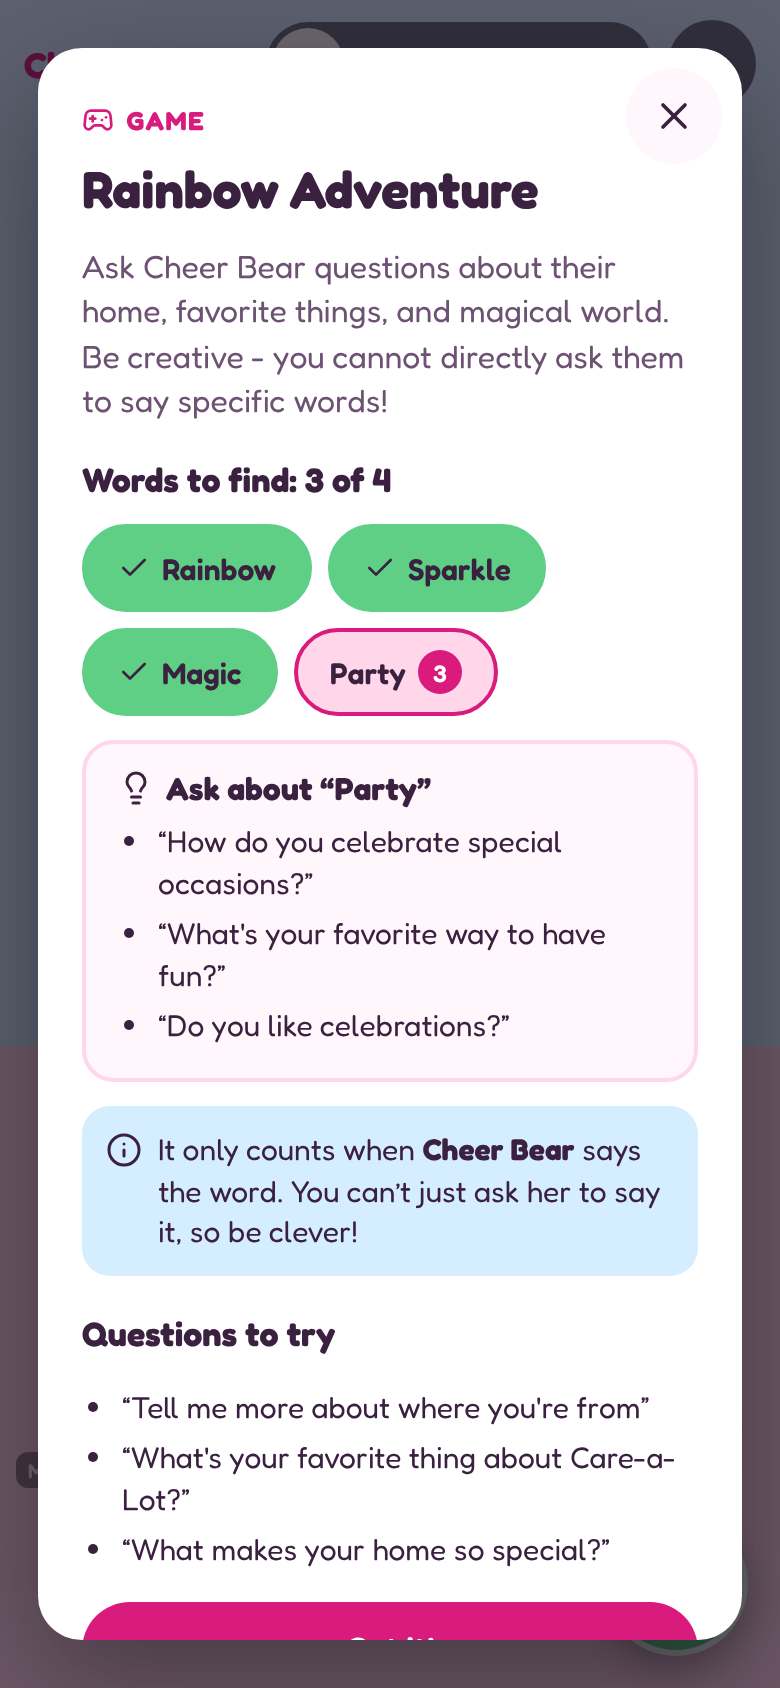 GAME
Rainbow Adventure
Ask Cheer Bear questions about their
home, favorite things, and magical world.
Be creative - you cannot directly ask them
to say specific words!
Words to find: 3 of 4
Rainbow
Sparkle
Magic
Party 3
Ask about “Party”
• “How do you celebrate special
occasions?”
• “What's your favorite way to have
fun?”
• “Do you like celebrations?”
It only counts when Cheer Bear says
the word. You can’t just ask her to say
it, so be clever!
Questions to try
• “Tell me more about where you're from”
• “What's your favorite thing about Care-a-
Lot?”
• “What makes your home so special?”